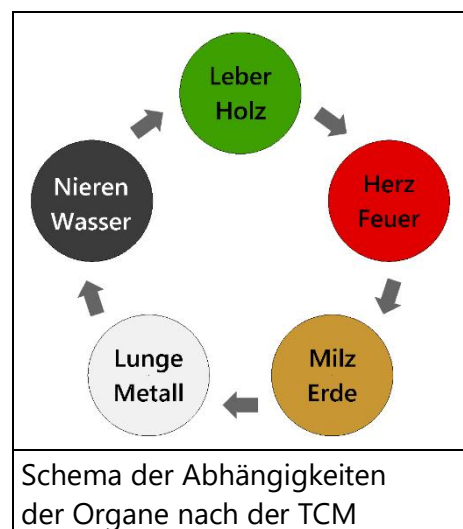 Leber
Holz
Herz
Feuer
Milz
Erde
Lunge
Metall
Nieren
Wasser
Schema der Abhängigkeiten
der Organe nach der TCM